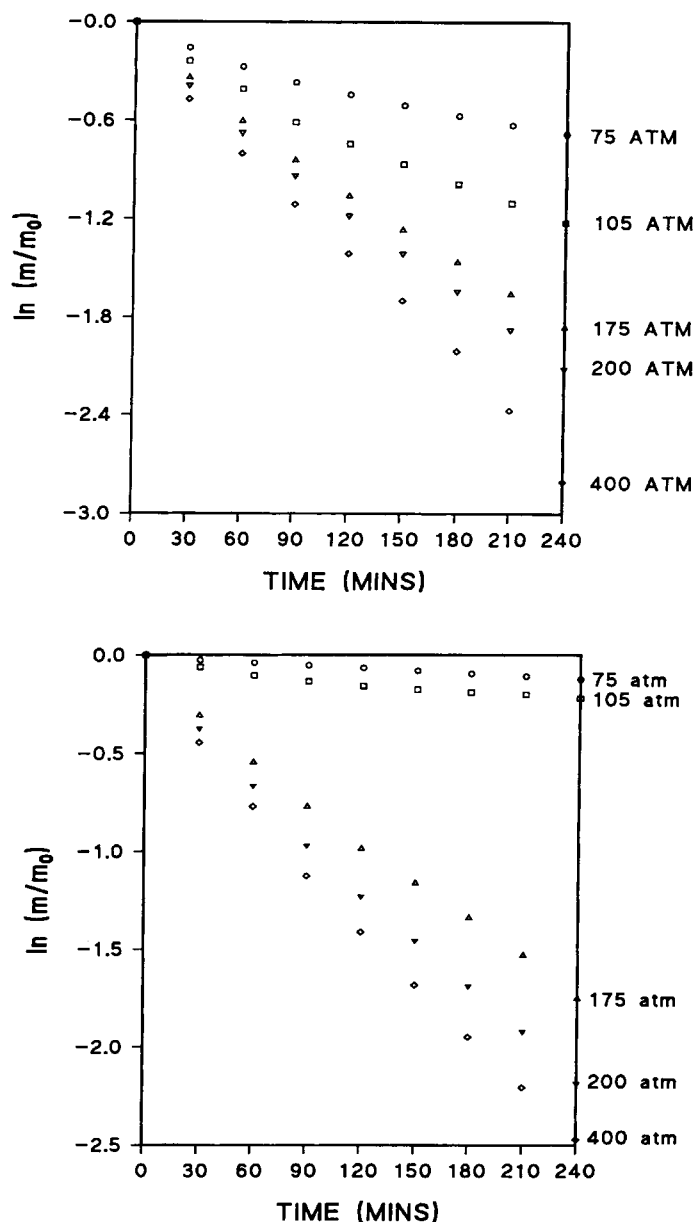 -0.0
-0.6
-1.2
-1.8
-2.4
-3.0
ln (m/m0)
0 30 60 90 120 150 180 210 240
TIME (MINS)
75 ATM
105 ATM
175 ATM
200 ATM
400 ATM
0.0
-0.5
-1.0
-1.5
-2.0
-2.5
ln (m/m0)
0 30 60 90 120 150 180 210 240
TIME (MINS)
75 atm
105 atm
175 atm
200 atm
400 atm